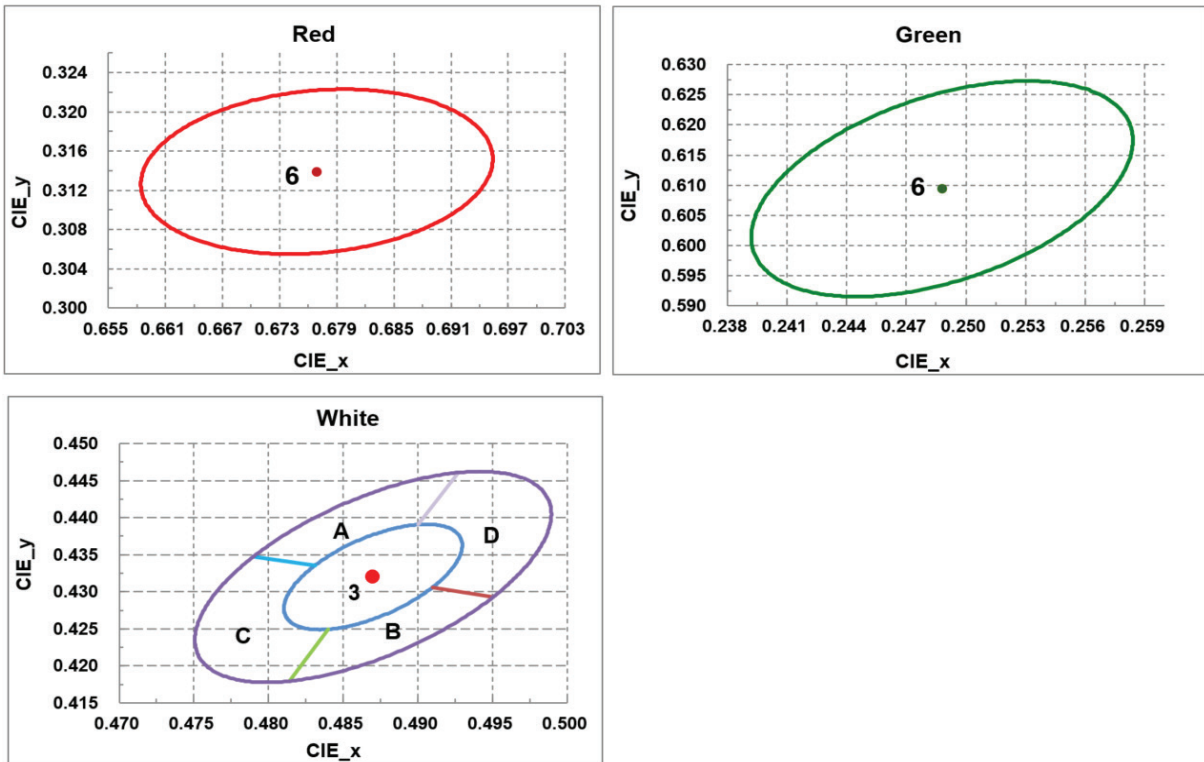 Red
0.324
0.320
0.316
0.312
0.308
0.304
0.300
CIE_y
6
0.655 0.661 0.667 0.673 0.679 0.685 0.691 0.697 0.703
CIE_x
Green
0.630
0.625
0.620
0.615
0.610
0.605
0.600
0.595
0.590
CIE_y
6
0.238 0.241 0.244 0.247 0.250 0.253 0.256 0.259
CIE_x
White
0.450
0.445
0.440
0.435
0.430
0.425
0.420
0.415
CIE_y
A
D
3
B
C
0.470 0.475 0.480 0.485 0.490 0.495 0.500
CIE_x